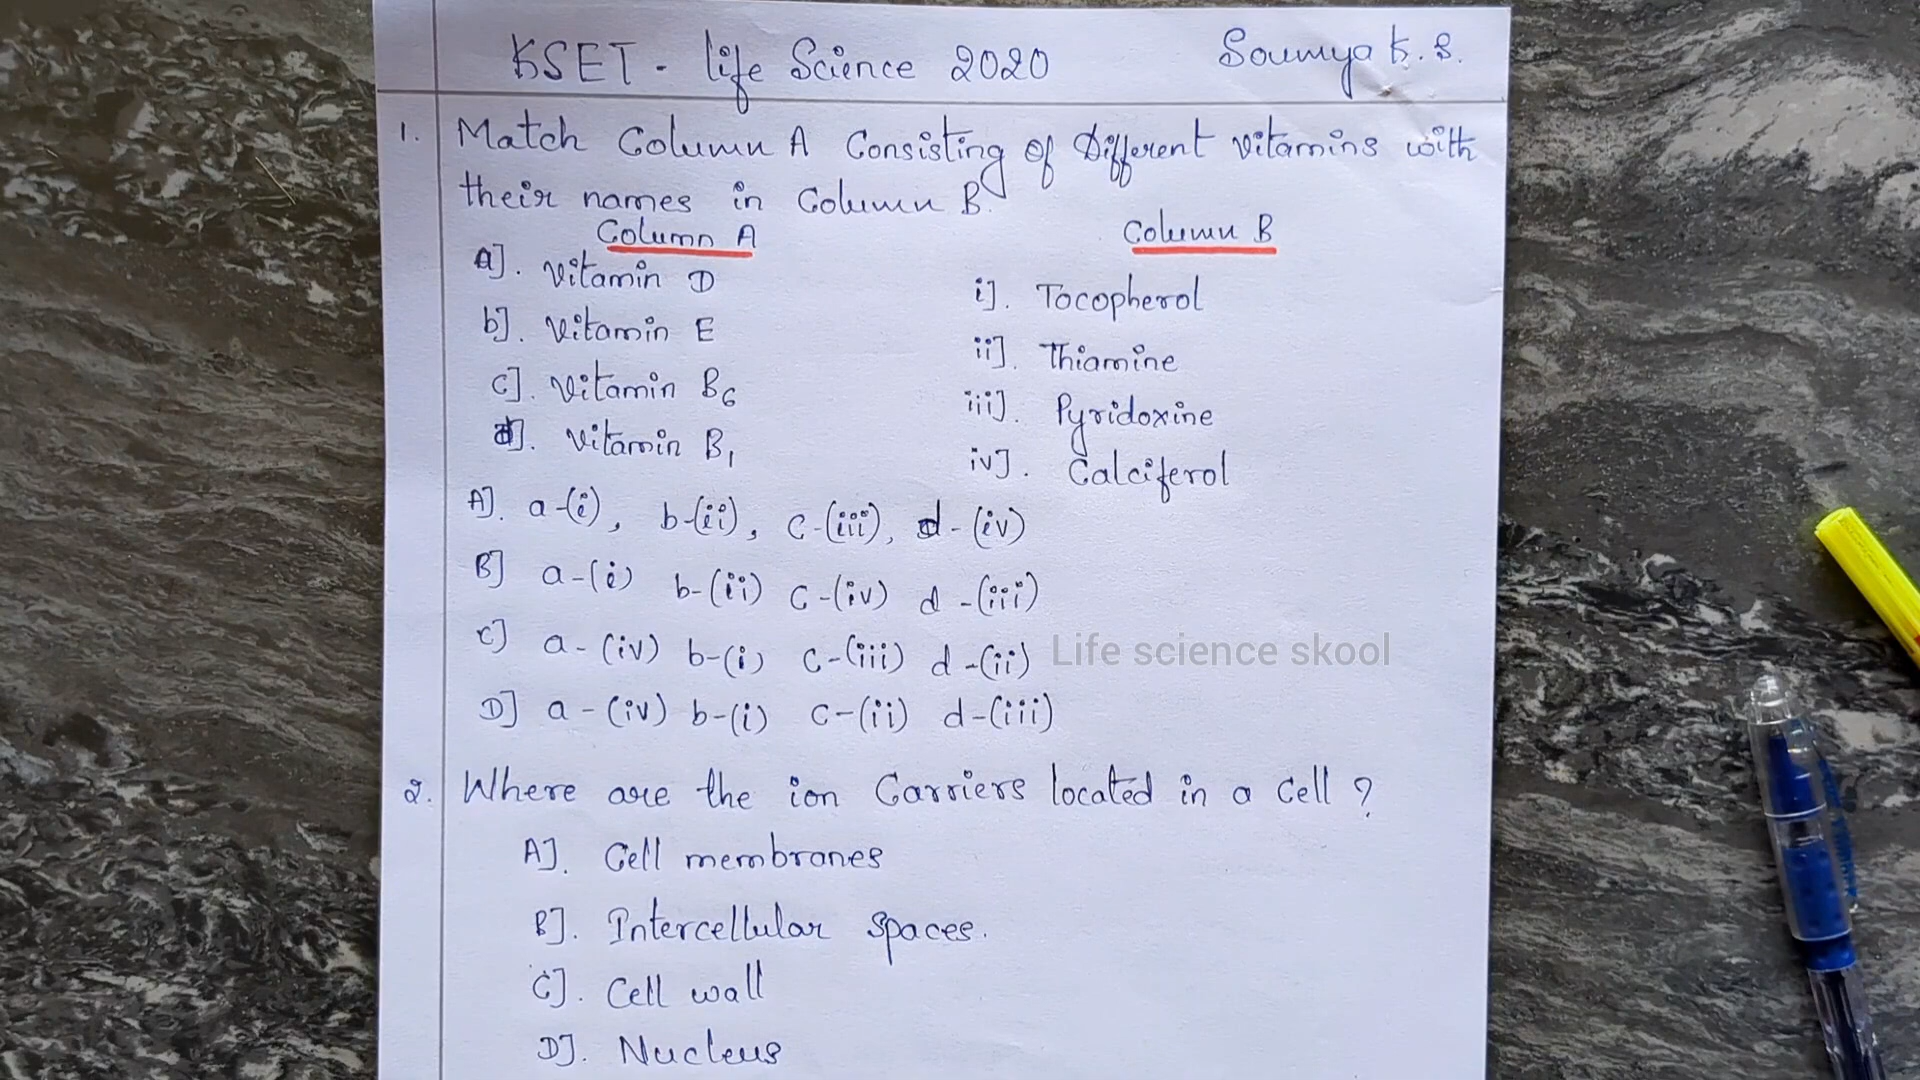 KSET - Life Science 2020
Soumya K. S.
1. Match Column A Consisting of Different vitamins with
their names in Column B.
Column A
Column B
a]. Vitamin D
i]. Tocopherol
b]. Vitamin E
ii]. Thiamine
c]. Vitamin B6
iii]. Pyridoxine
d]. Vitamin B1
iv]. Calciferol
A]. a-(i), b-(ii), c-(iii), d-(iv)
B] a-(i) b-(ii) c-(iv) d-(iii)
C] a-(iv) b-(i) c-(iii) d-(ii)
Life science skool
D] a-(iv) b-(i) c-(ii) d-(iii)
2. Where are the ion Carriers located in a cell ?
A]. Cell membranes
B]. Intercellular spaces.
C]. Cell wall
D]. Nucleus